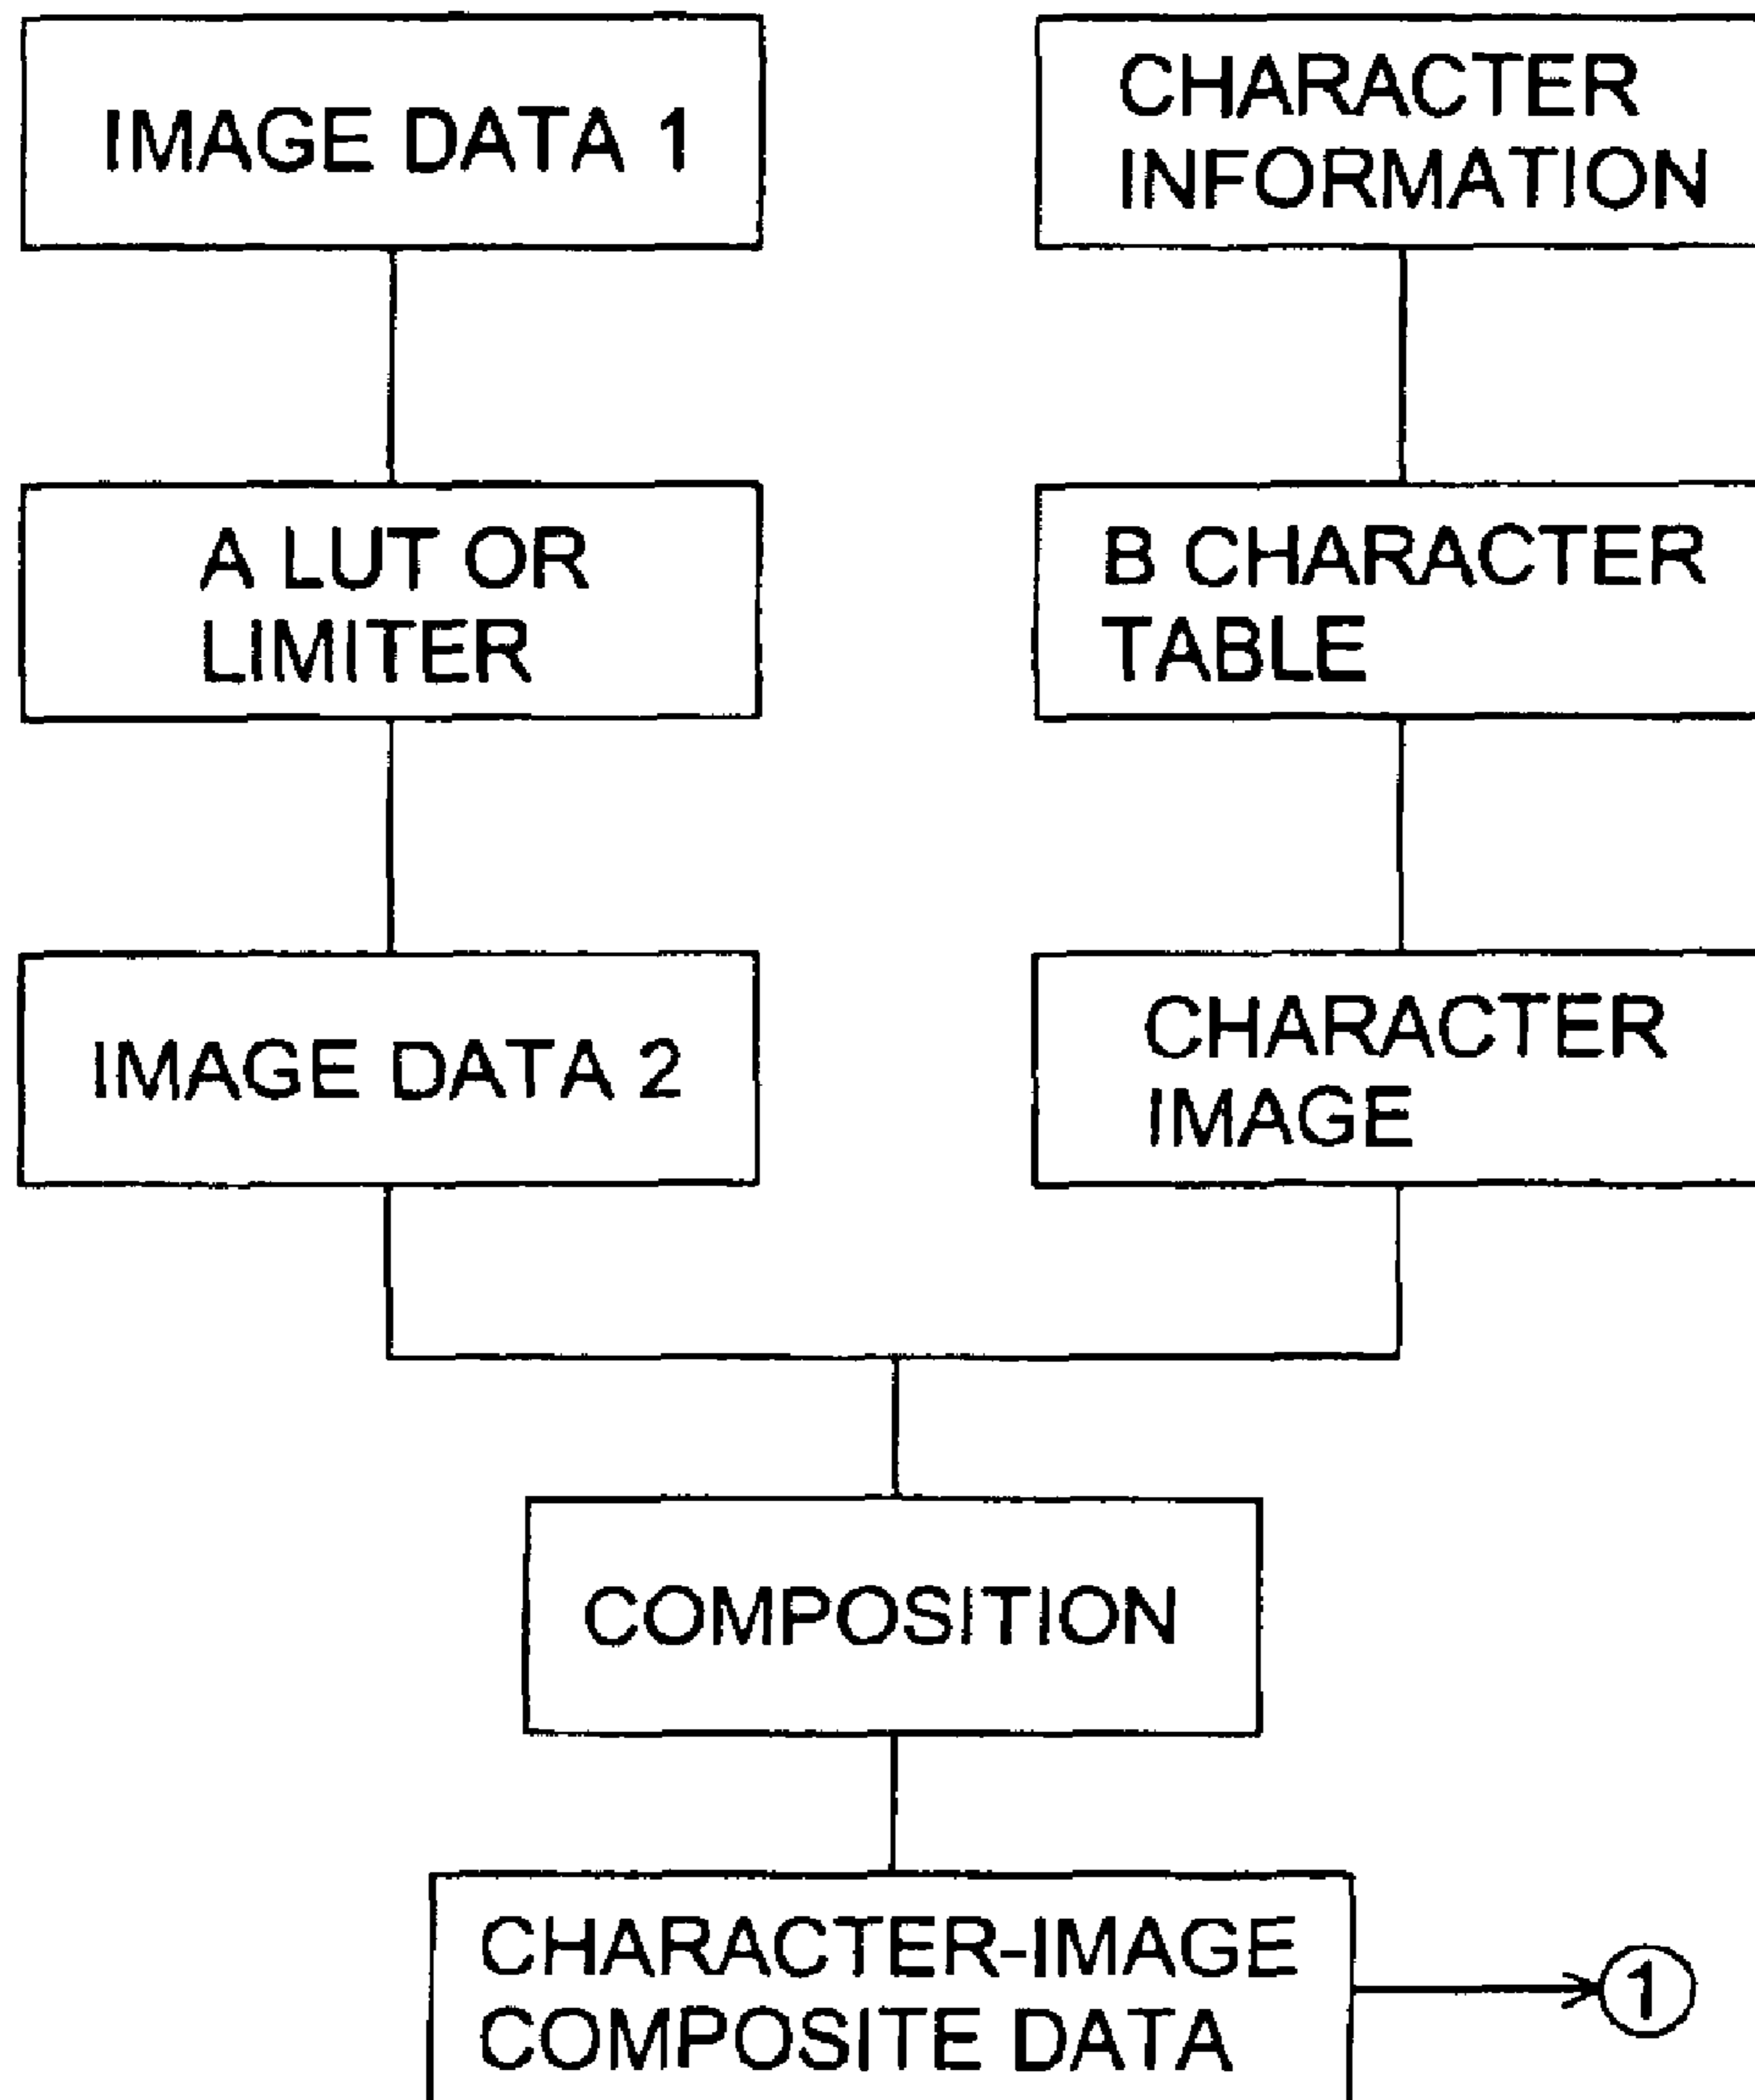 IMAGE DATA 1
CHARACTER
INFORMATION
A LUT OR
LIMITER
B CHARACTER
TABLE
IMAGE DATA 2
CHARACTER
IMAGE
COMPOSITION
CHARACTER-IMAGE
COMPOSITE DATA
1